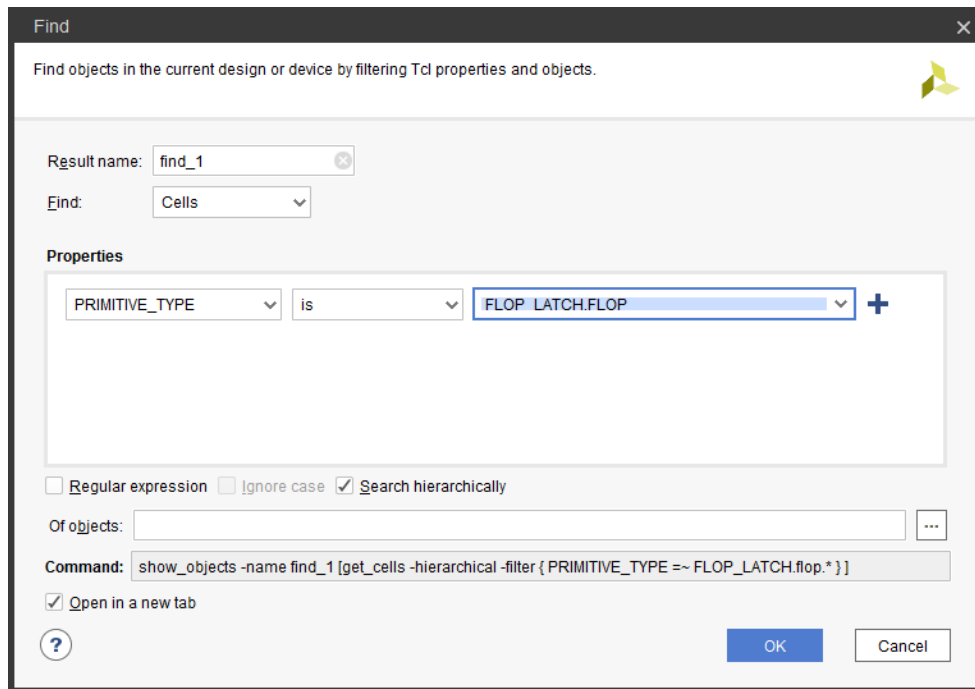 Find
Find objects in the current design or device by filtering Tcl properties and objects.
Result name: find_1
Find: Cells
Properties
PRIMITIVE_TYPE is FLOP_LATCH.FLOP
Regular expression Ignore case Search hierarchically
Of objects: ...
Command: show_objects -name find_1 [get_cells -hierarchical -filter { PRIMITIVE_TYPE =~ FLOP_LATCH.flop.* } ]
Open in a new tab
? OK Cancel